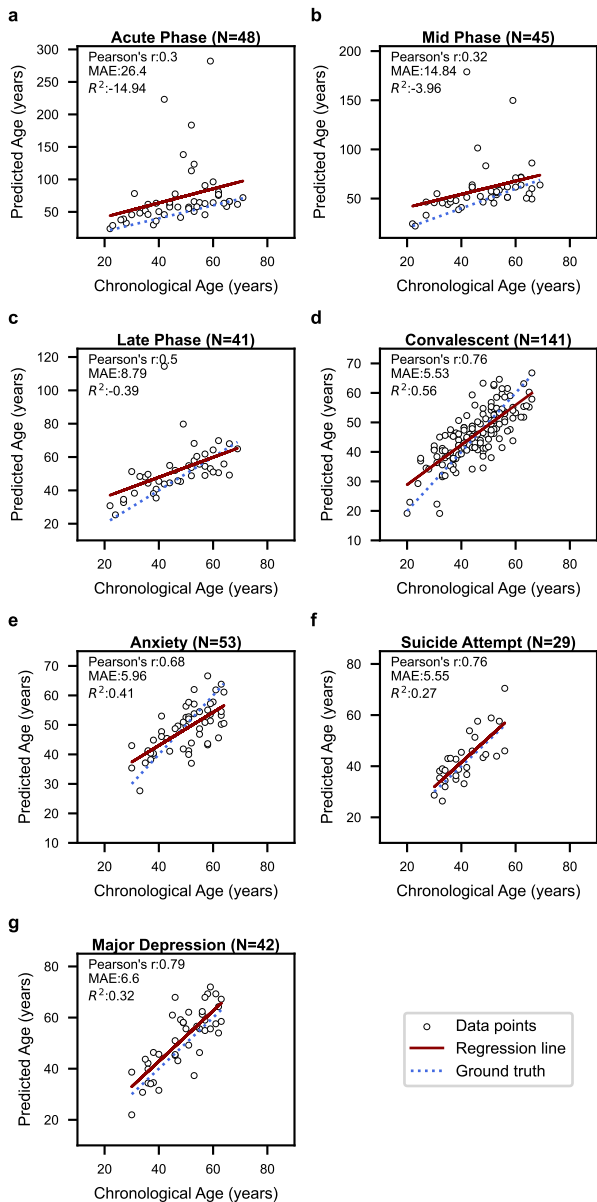 a
Acute Phase (N=48)
Pearson's r:0.3
MAE:26.4
R²:-14.94
300
250
200
150
100
50
20 40 60 80
Predicted Age (years)
Chronological Age (years)
b
Mid Phase (N=45)
Pearson's r:0.32
MAE:14.84
R²:-3.96
200
150
100
50
20 40 60 80
Predicted Age (years)
Chronological Age (years)
c
Late Phase (N=41)
Pearson's r:0.5
MAE:8.79
R²:-0.39
120
100
80
60
40
20
20 40 60 80
Predicted Age (years)
Chronological Age (years)
d
Convalescent (N=141)
Pearson's r:0.76
MAE:5.53
R²:0.56
70
60
50
40
30
20
10
20 40 60 80
Predicted Age (years)
Chronological Age (years)
e
Anxiety (N=53)
Pearson's r:0.68
MAE:5.96
R²:0.41
70
60
50
40
30
20
10
20 40 60 80
Predicted Age (years)
Chronological Age (years)
f
Suicide Attempt (N=29)
Pearson's r:0.76
MAE:5.55
R²:0.27
80
60
40
20
20 40 60 80
Predicted Age (years)
Chronological Age (years)
g
Major Depression (N=42)
Pearson's r:0.79
MAE:6.6
R²:0.32
80
60
40
20
20 40 60 80
Predicted Age (years)
Chronological Age (years)
Data points
Regression line
Ground truth